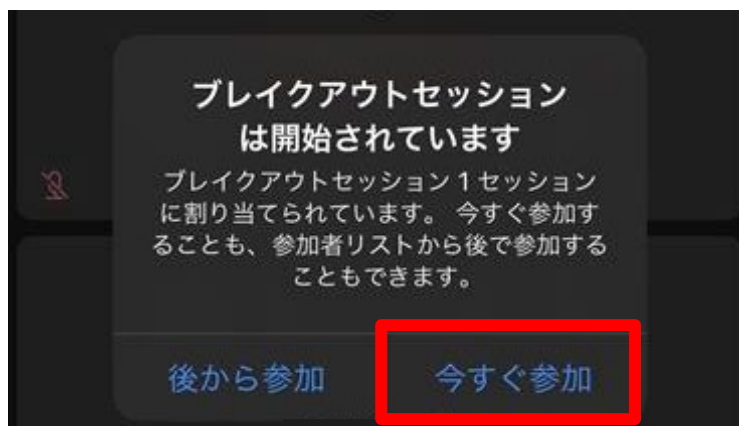 ブレイクアウトセッション
は開始されています
ブレイクアウトセッション 1 セッション
に割り当てられています。 今すぐ参加す
ることも、参加者リストから後で参加する
こともできます。
後から参加
今すぐ参加